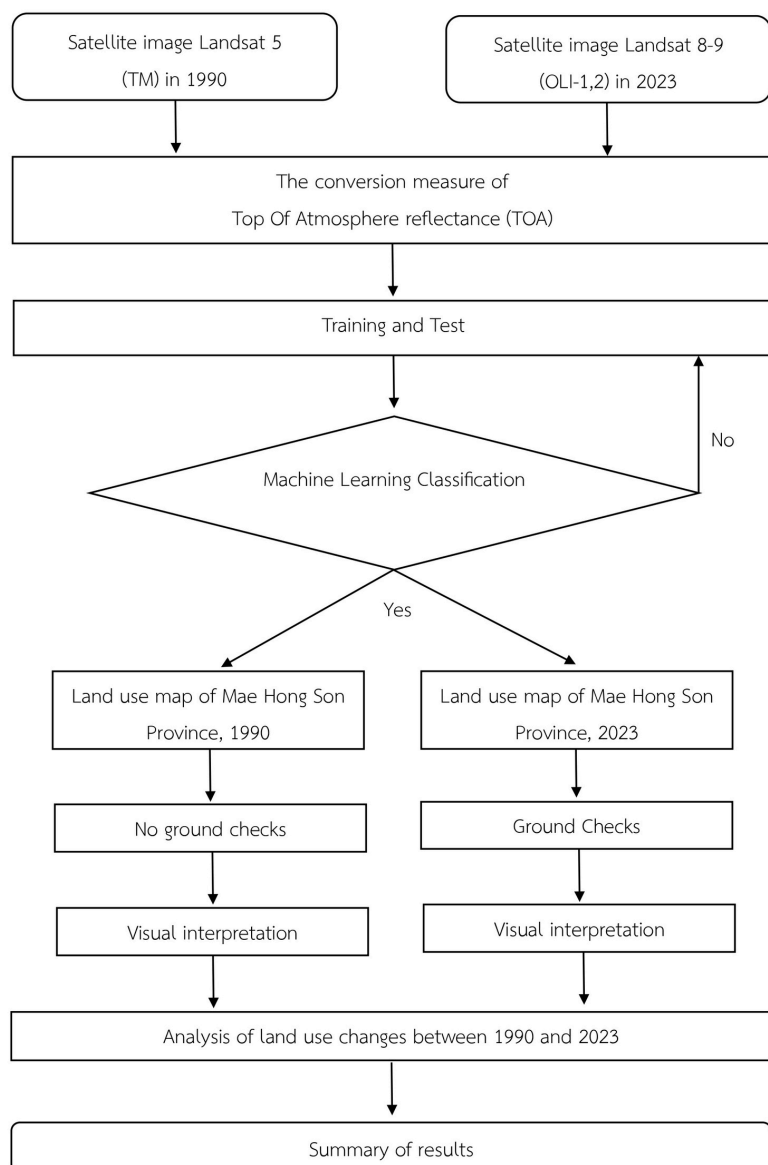 Satellite image Landsat 5
(TM) in 1990
Satellite image Landsat 8-9
(OLI-1,2) in 2023
The conversion measure of
Top Of Atmosphere reflectance (TOA)
Training and Test
Machine Learning Classification
No
Yes
Land use map of Mae Hong Son
Province, 1990
Land use map of Mae Hong Son
Province, 2023
No ground checks
Ground Checks
Visual interpretation
Visual interpretation
Analysis of land use changes between 1990 and 2023
Summary of results